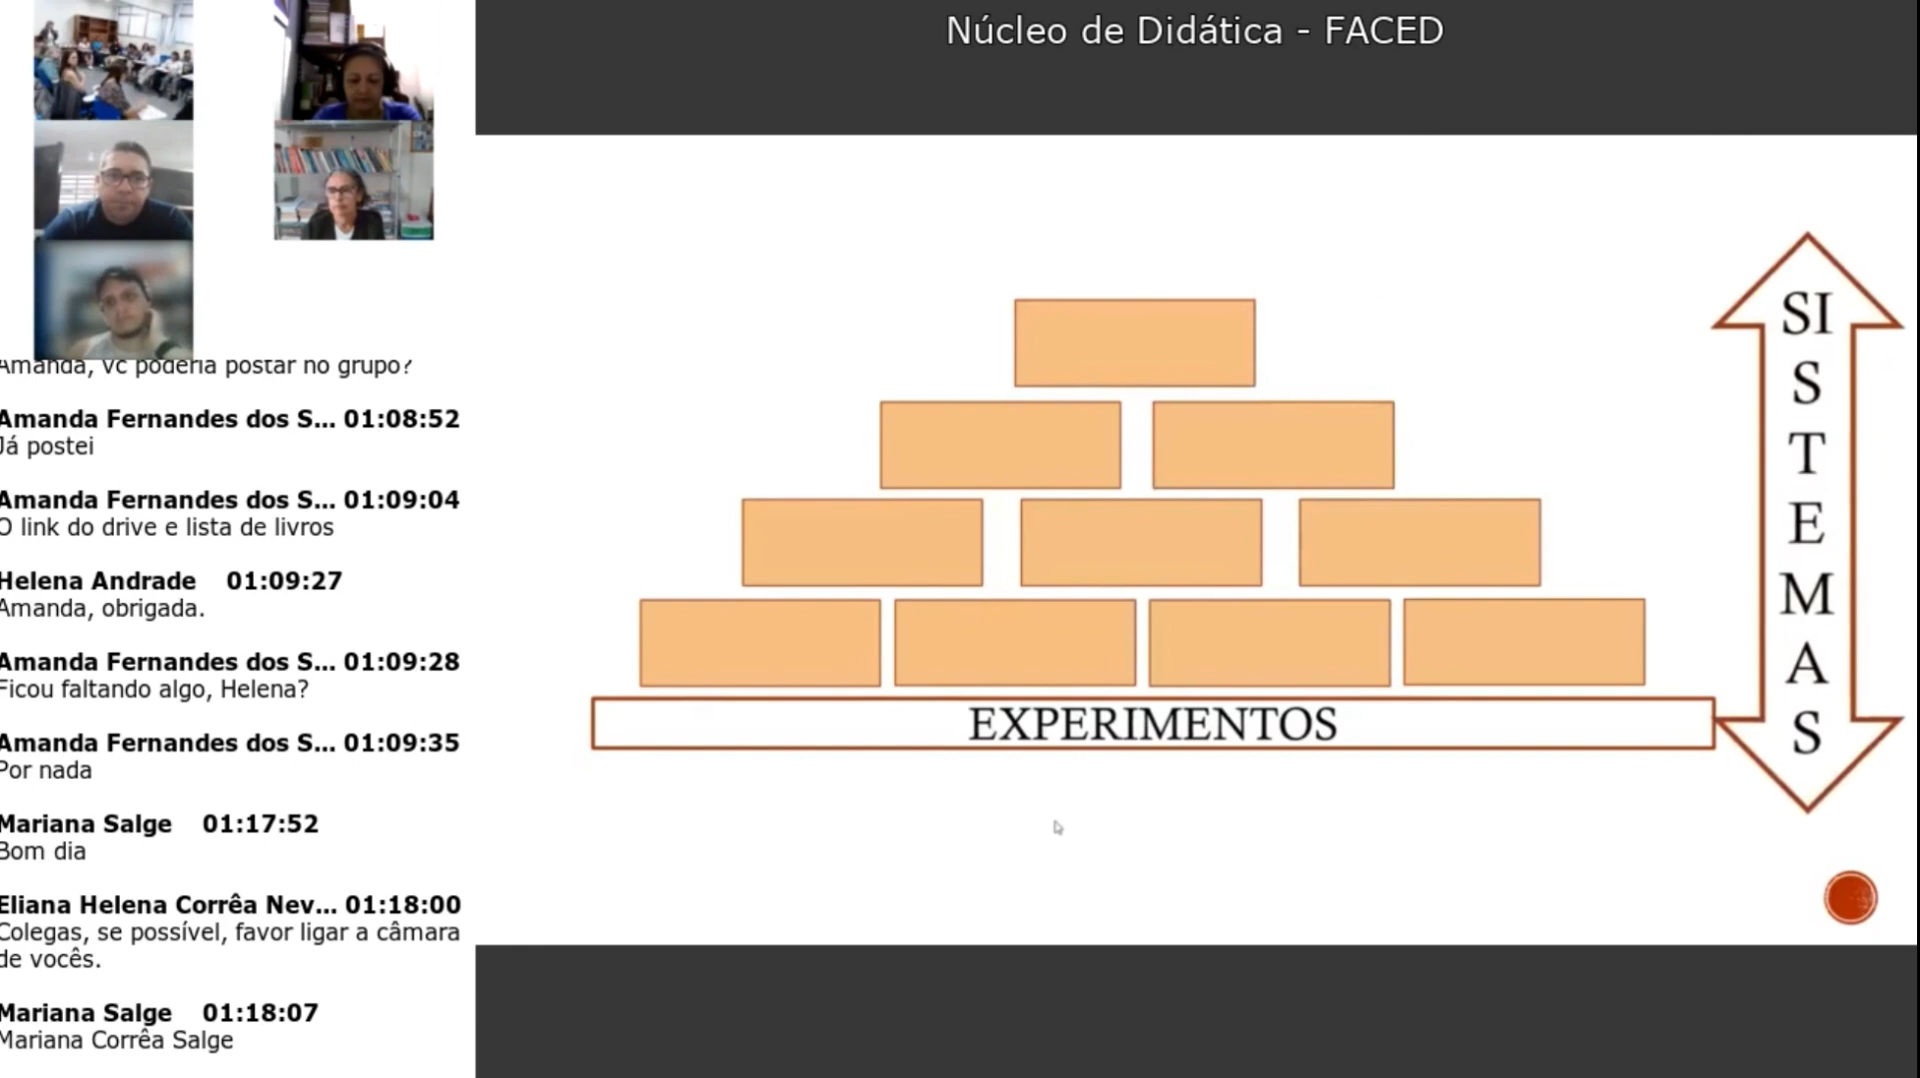 Núcleo de Didática - FACED
Amanda, vc poderia postar no grupo?
Amanda Fernandes dos S... 01:08:52
Já postei
Amanda Fernandes dos S... 01:09:04
O link do drive e lista de livros
Helena Andrade 01:09:27
Amanda, obrigada.
Amanda Fernandes dos S... 01:09:28
Ficou faltando algo, Helena?
Amanda Fernandes dos S... 01:09:35
Por nada
Mariana Salge 01:17:52
Bom dia
Eliana Helena Corrêa Nev... 01:18:00
Colegas, se possível, favor ligar a câmara
de vocês.
Mariana Salge 01:18:07
Mariana Corrêa Salge
EXPERIMENTOS
SI
S
T
E
M
A
S